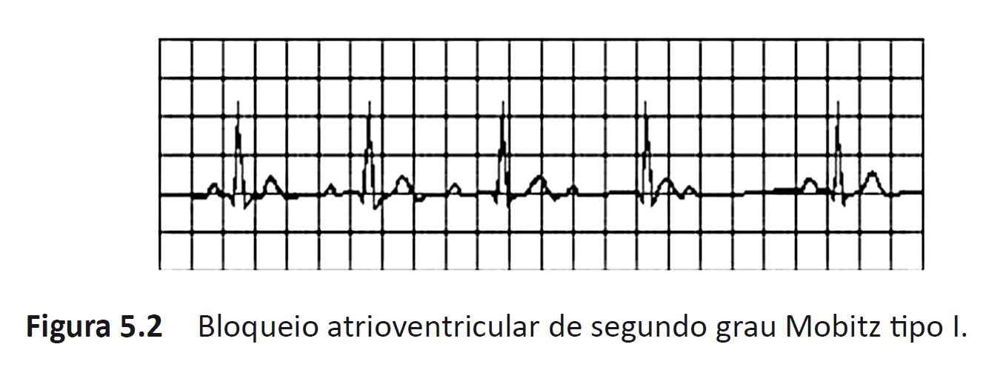 Figura 5.2 Bloqueio atrioventricular de segundo grau Mobitz tipo I.